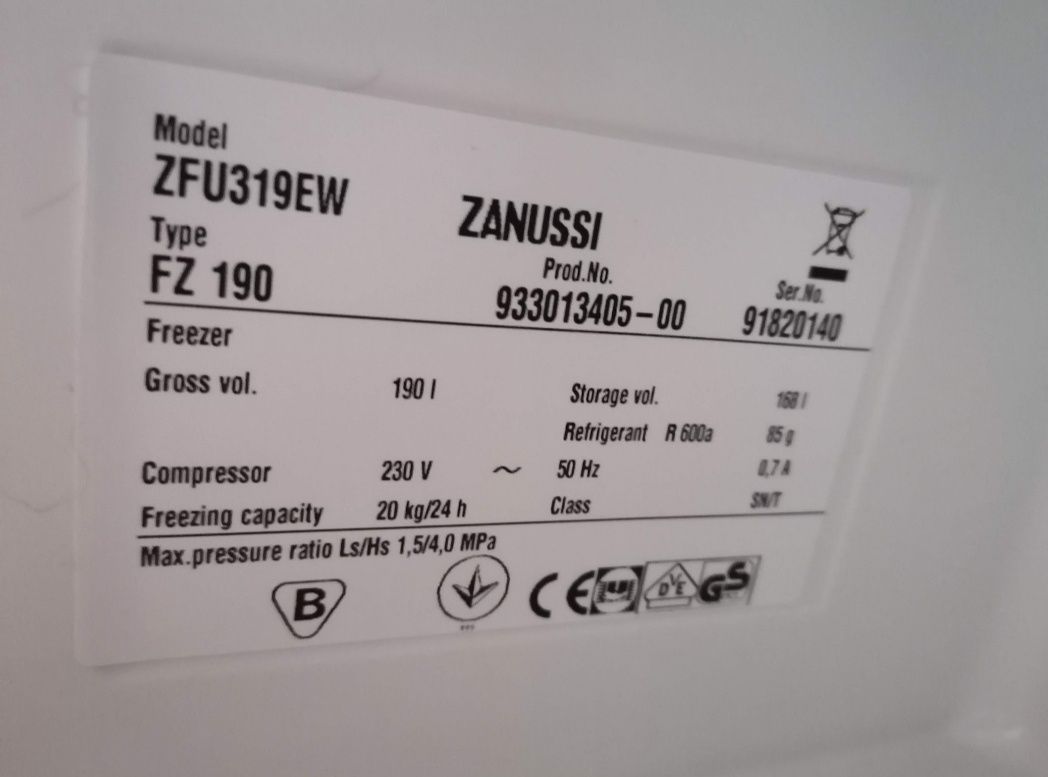 Model
ZFU319EW
ZANUSSI
Type
FZ 190
Prod.No.
933013405-00
Ser.No.
91820140
Freezer
Gross vol. 190 l Storage vol. 168 l
Refrigerant R 600a 85 g
Compressor 230 V ~ 50 Hz 0,7 A
Freezing capacity 20 kg/24 h Class SN/T
Max.pressure ratio Ls/Hs 1,5/4,0 MPa
B
CE DVE GS